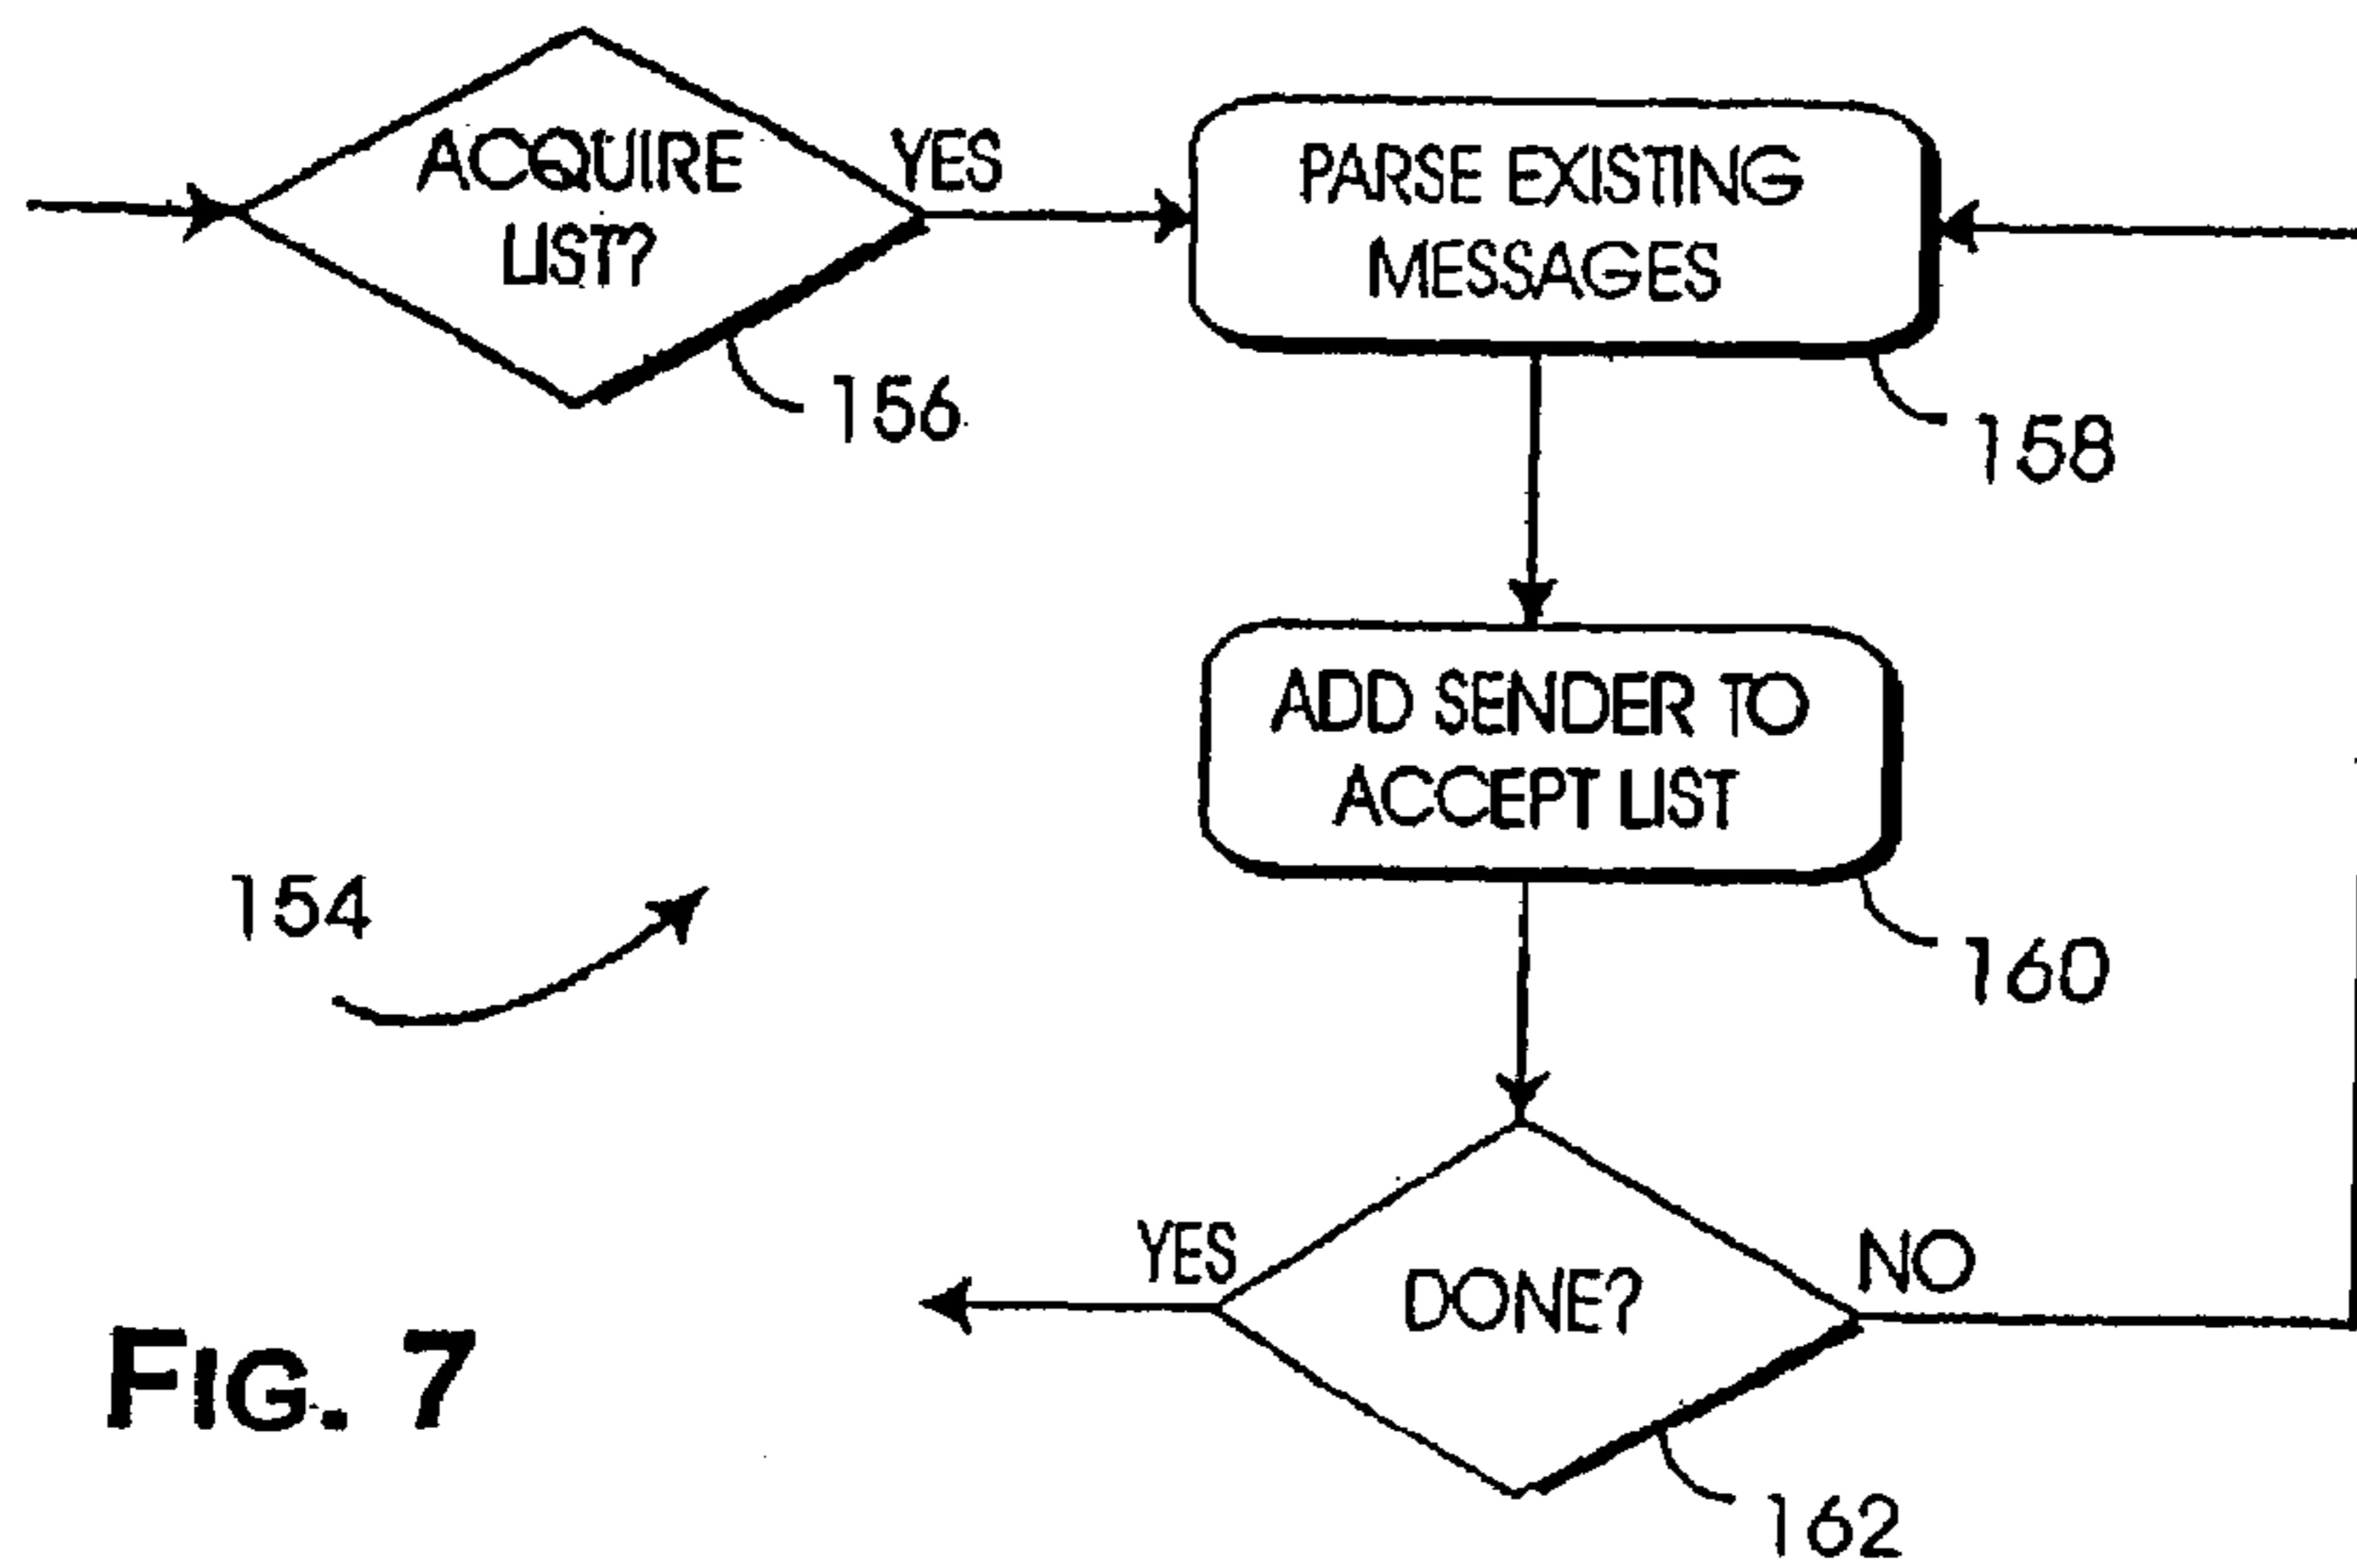 ACQUIRE
LIST?
YES
156
PARSE EXISTING
MESSAGES
158
ADD SENDER TO
ACCEPT LIST
160
154
YES
DONE?
NO
162
FIG. 7